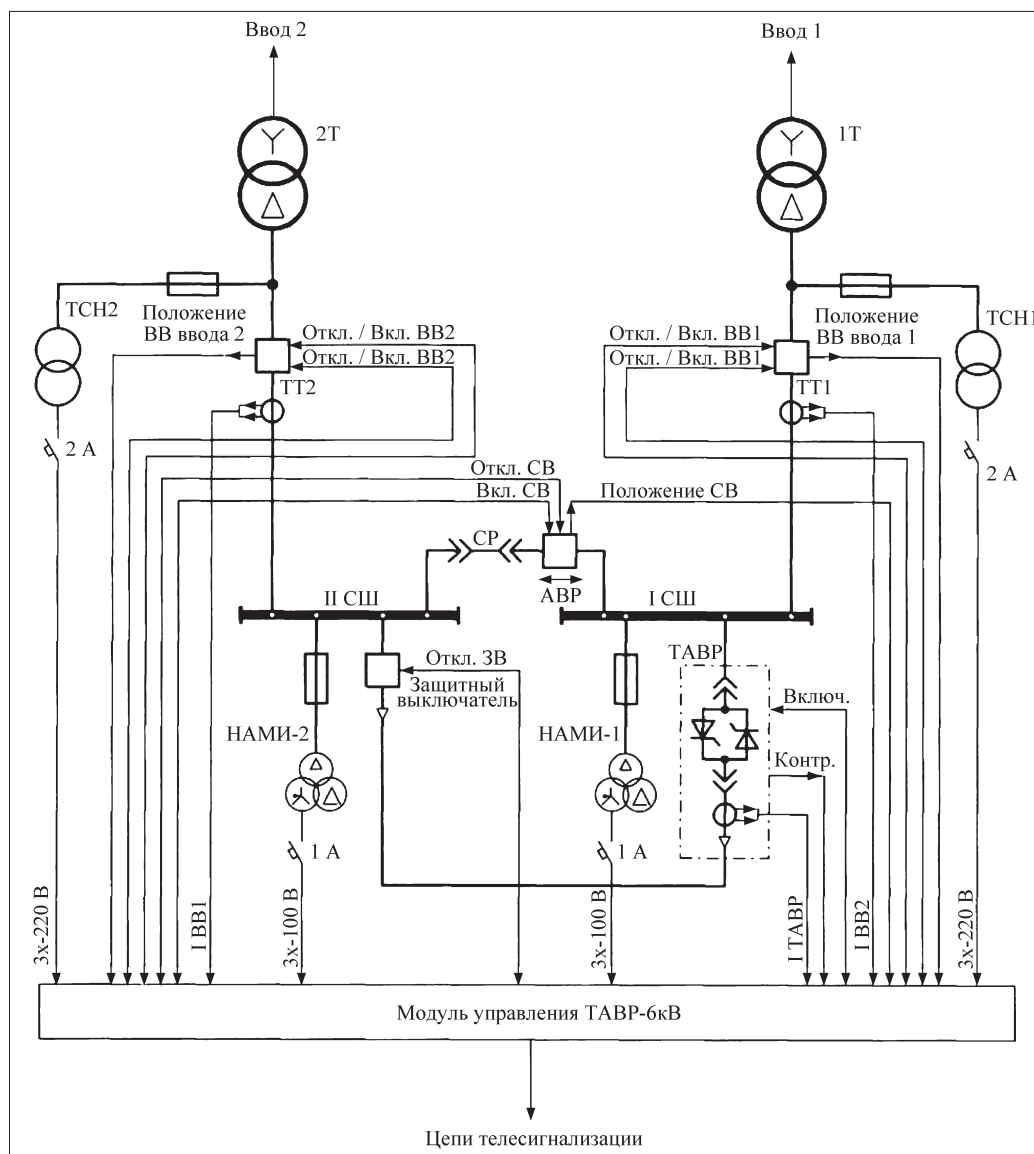 Ввод 2
Ввод 1
2Т
1Т
ТСН2
Положение
ВВ ввода 2
Откл. / Вкл. ВВ2
Откл. / Вкл. ВВ2
Откл. / Вкл. ВВ1
Откл. / Вкл. ВВ1
Положение
ВВ ввода 1
ТСН1
ТТ2
ТТ1
2 А
2 А
Откл. СВ
Вкл. СВ
Положение СВ
СР
АВР
II СШ
I СШ
ТАВР
Откл. ЗВ
Защитный
выключатель
Включ.
НАМИ-2
НАМИ-1
Контр.
1 А
1 А
3х-220 В
I ВВ1
3х-100 В
3х-100 В
I ТАВР
I ВВ2
3х-220 В
Модуль управления ТАВР-6кВ
Цепи телесигнализации